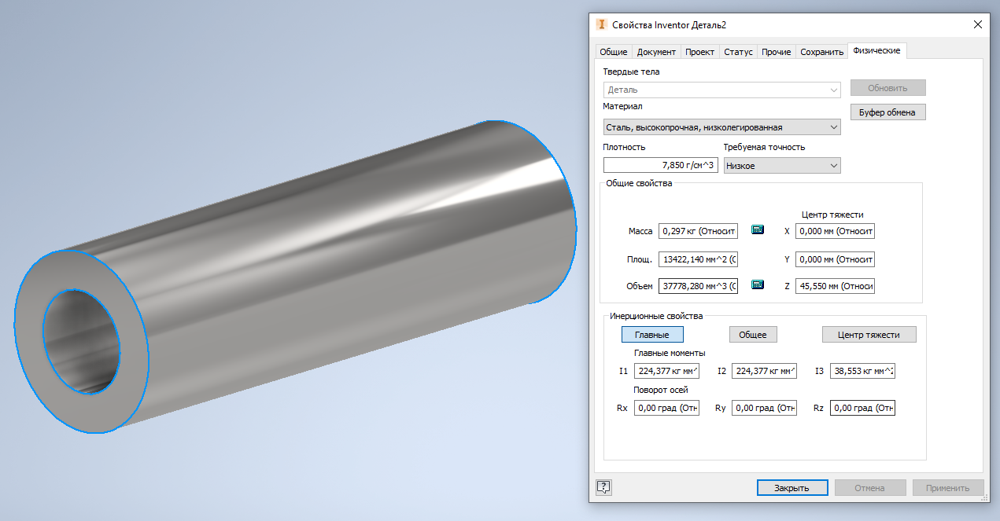 Свойства Inventor Деталь2
Общие Документ Проект Статус Прочие Сохранить Физические
Твердые тела
Деталь
Обновить
Материал
Буфер обмена
Сталь, высокопрочная, низколегированная
Плотность Требуемая точность
7,850 г/см^3 Низкое
Общие свойства
Центр тяжести
Масса 0,297 кг (Относит X 0,000 мм (Относит
Площ. 13422,140 мм^2 (О Y 0,000 мм (Относит
Объем 37778,280 мм^3 (О Z 45,550 мм (Относи
Инерционные свойства
Главные Общее Центр тяжести
Главные моменты
I1 224,377 кг мм^ I2 224,377 кг мм^ I3 38,553 кг мм^2
Поворот осей
Rx 0,00 град (Отн Ry 0,00 град (Отн Rz 0,00 град (Отн
Закрыть Отмена Применить